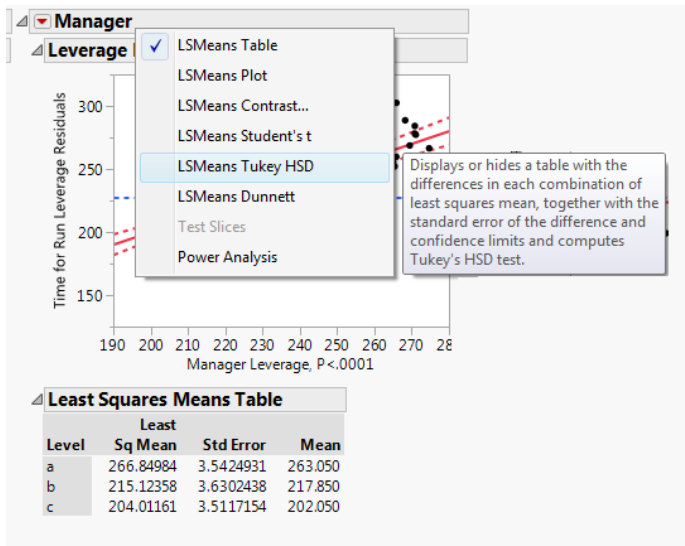 Manager
Leverage
LSMeans Table
LSMeans Plot
LSMeans Contrast...
LSMeans Student's t
LSMeans Tukey HSD
LSMeans Dunnett
Test Slices
Power Analysis
Displays or hides a table with the
differences in each combination of
least squares mean, together with the
standard error of the difference and
confidence limits and computes
Tukey's HSD test.
Time for Run Leverage Residuals
300
250
200
150
190 200 210 220 230 240 250 260 270 28
Manager Leverage, P<.0001
Least Squares Means Table
Least
Level Sq Mean Std Error Mean
a 266.84984 3.5424931 263.050
b 215.12358 3.6302438 217.850
c 204.01161 3.5117154 202.050